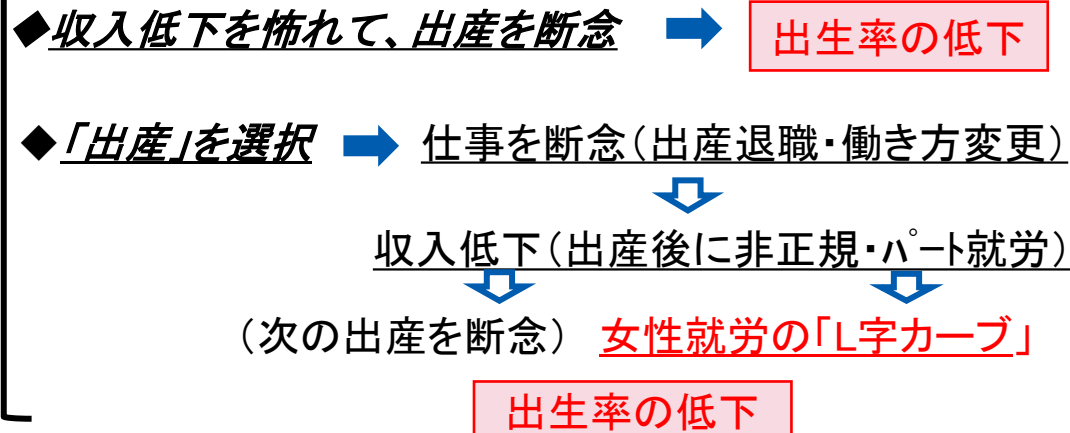 ◆収入低下を怖れて、出産を断念 出生率の低下
◆「出産」を選択 仕事を断念(出産退職・働き方変更)
収入低下(出産後に非正規・ﾊﾟｰﾄ就労)
(次の出産を断念) 女性就労の「L字カーブ」
出生率の低下